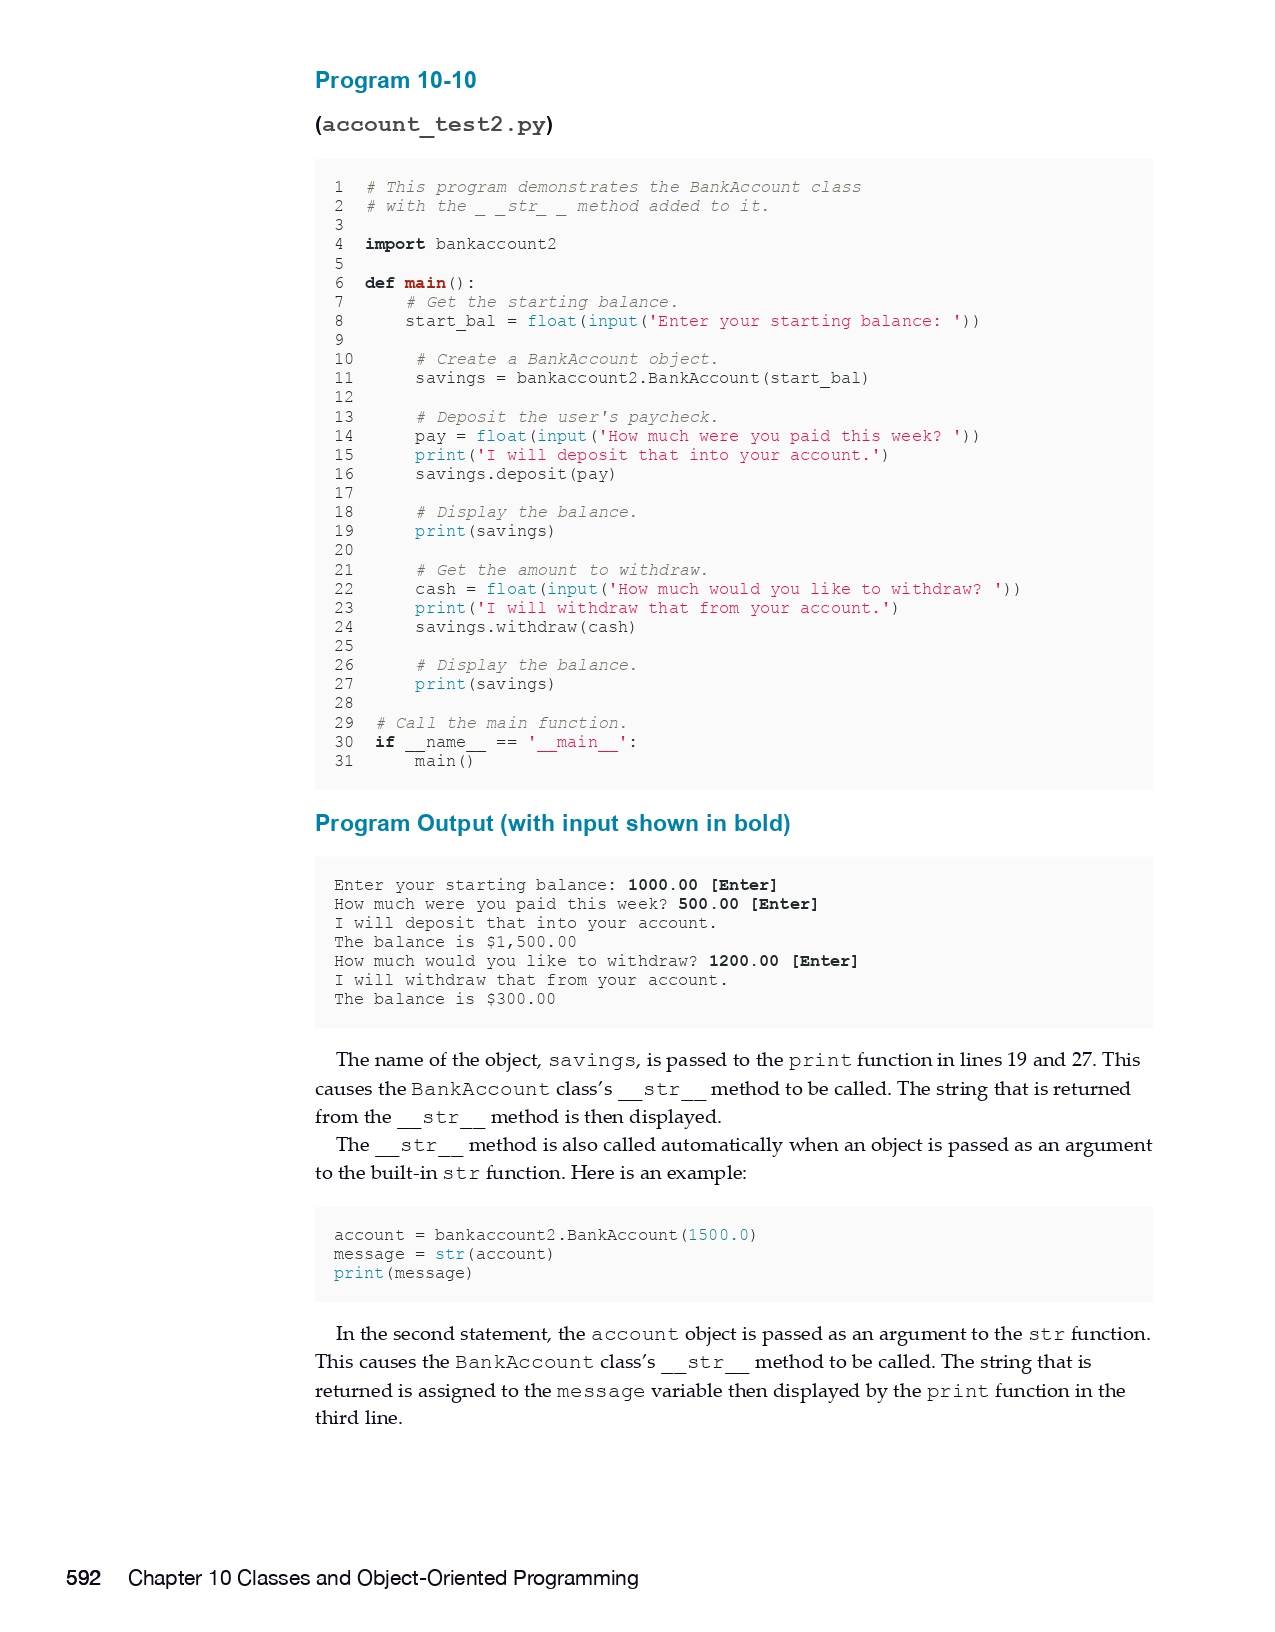 Program 10-10
(account_test2.py)
1  # This program demonstrates the BankAccount class
2  # with the _ _str_ _ method added to it.
3
4  import bankaccount2
5
6  def main():
7      # Get the starting balance.
8      start_bal = float(input('Enter your starting balance: '))
9
10      # Create a BankAccount object.
11      savings = bankaccount2.BankAccount(start_bal)
12
13      # Deposit the user's paycheck.
14      pay = float(input('How much were you paid this week? '))
15      print('I will deposit that into your account.')
16      savings.deposit(pay)
17
18      # Display the balance.
19      print(savings)
20
21      # Get the amount to withdraw.
22      cash = float(input('How much would you like to withdraw? '))
23      print('I will withdraw that from your account.')
24      savings.withdraw(cash)
25
26      # Display the balance.
27      print(savings)
28
29  # Call the main function.
30  if __name__ == '__main__':
31      main()
Program Output (with input shown in bold)
Enter your starting balance: 1000.00 [Enter]
How much were you paid this week? 500.00 [Enter]
I will deposit that into your account.
The balance is $1,500.00
How much would you like to withdraw? 1200.00 [Enter]
I will withdraw that from your account.
The balance is $300.00
The name of the object, savings, is passed to the print function in lines 19 and 27. This
causes the BankAccount class’s __str__ method to be called. The string that is returned
from the __str__ method is then displayed.
The __str__ method is also called automatically when an object is passed as an argument
to the built-in str function. Here is an example:
account = bankaccount2.BankAccount(1500.0)
message = str(account)
print(message)
In the second statement, the account object is passed as an argument to the str function.
This causes the BankAccount class’s __str__ method to be called. The string that is
returned is assigned to the message variable then displayed by the print function in the
third line.
592 Chapter 10 Classes and Object-Oriented Programming